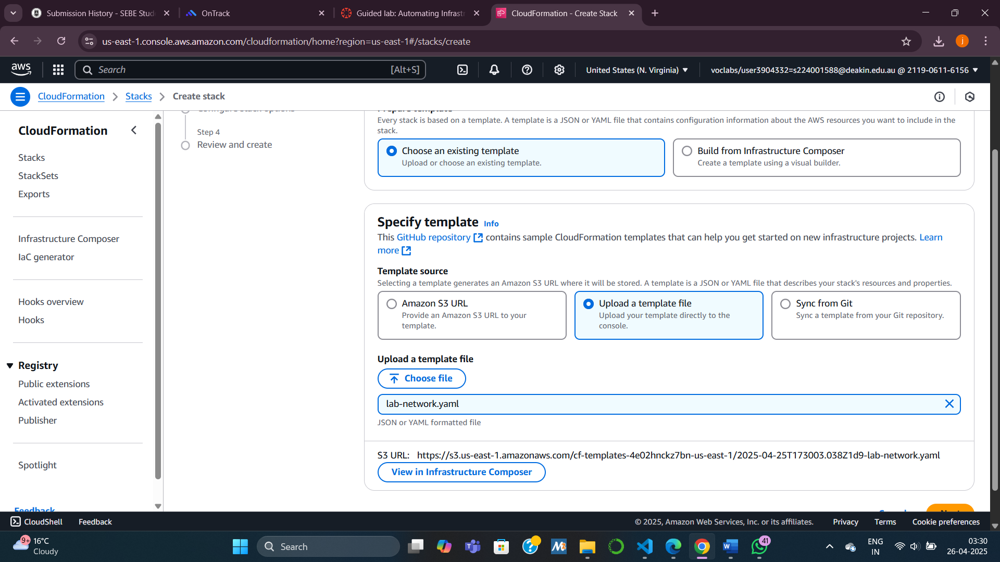 Submission History - SEBE Stud
OnTrack
Guided lab: Automating Infrastr
CloudFormation - Create Stack
us-east-1.console.aws.amazon.com/cloudformation/home?region=us-east-1#/stacks/create
j
aws
Search
[Alt+S]
United States (N. Virginia)
voclabs/user3904332=s224001588@deakin.edu.au @ 2119-0611-6156
CloudFormation
Stacks
Create stack
CloudFormation
Stacks
StackSets
Exports
Infrastructure Composer
IaC generator
Hooks overview
Hooks
Registry
Public extensions
Activated extensions
Publisher
Spotlight
Feedback
Configure stack options
Step 4
Review and create
Prepare template
Every stack is based on a template. A template is a JSON or YAML file that contains configuration information about the AWS resources you want to include in the
stack.
Choose an existing template
Upload or choose an existing template.
Build from Infrastructure Composer
Create a template using a visual builder.
Specify template Info
This GitHub repository contains sample CloudFormation templates that can help you get started on new infrastructure projects. Learn
more
Template source
Selecting a template generates an Amazon S3 URL where it will be stored. A template is a JSON or YAML file that describes your stack's resources and properties.
Amazon S3 URL
Provide an Amazon S3 URL to your
template.
Upload a template file
Upload your template directly to the
console.
Sync from Git
Sync a template from your Git repository.
Upload a template file
Choose file
lab-network.yaml
JSON or YAML formatted file
S3 URL: https://s3.us-east-1.amazonaws.com/cf-templates-4e02hnckz7bn-us-east-1/2025-04-25T173003.038Z1d9-lab-network.yaml
View in Infrastructure Composer
Cancel
Next
CloudShell
Feedback
© 2025, Amazon Web Services, Inc. or its affiliates.
Privacy
Terms
Cookie preferences
9+
16°C
Cloudy
Search
41
ENG
IN
03:30
26-04-2025